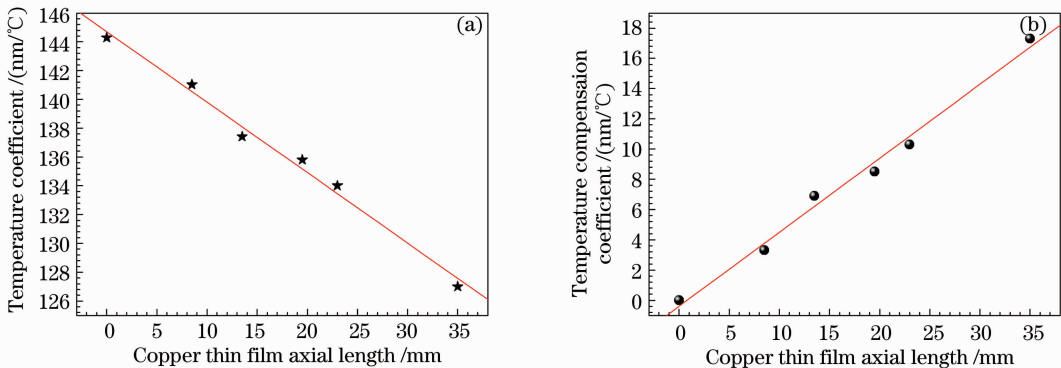 (a)
Temperature coefficient /(nm/℃)
146
144
142
140
138
136
134
132
130
128
126
0 5 10 15 20 25 30 35
Copper thin film axial length /mm
(b)
Temperature compensaion
coefficient /(nm/℃)
18
16
14
12
10
8
6
4
2
0
0 5 10 15 20 25 30 35
Copper thin film axial length /mm